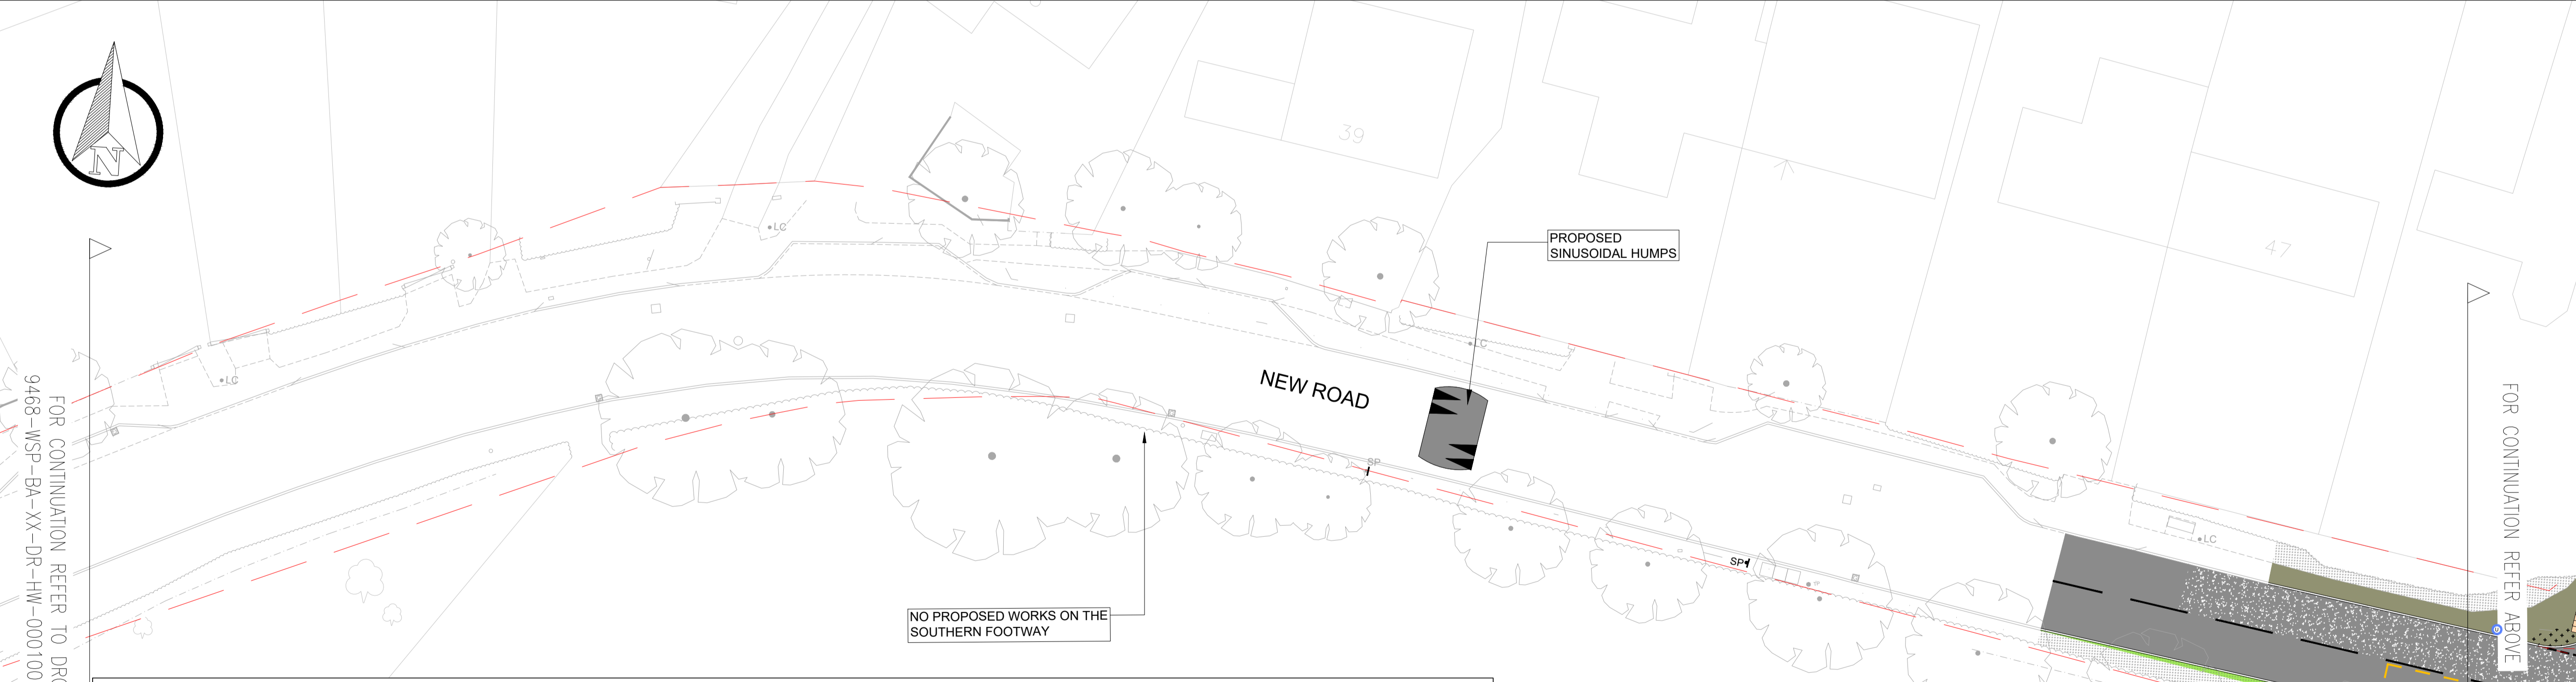 N
39
LC
PROPOSED
SINUSOIDAL HUMPS
47
LC
LC
NEW ROAD
SP
SP
LC
NO PROPOSED WORKS ON THE
SOUTHERN FOOTWAY
FOR CONTINUATION REFER TO DRG
9468-WSP-BA-XX-DR-HW-000100
FOR CONTINUATION REFER ABOVE